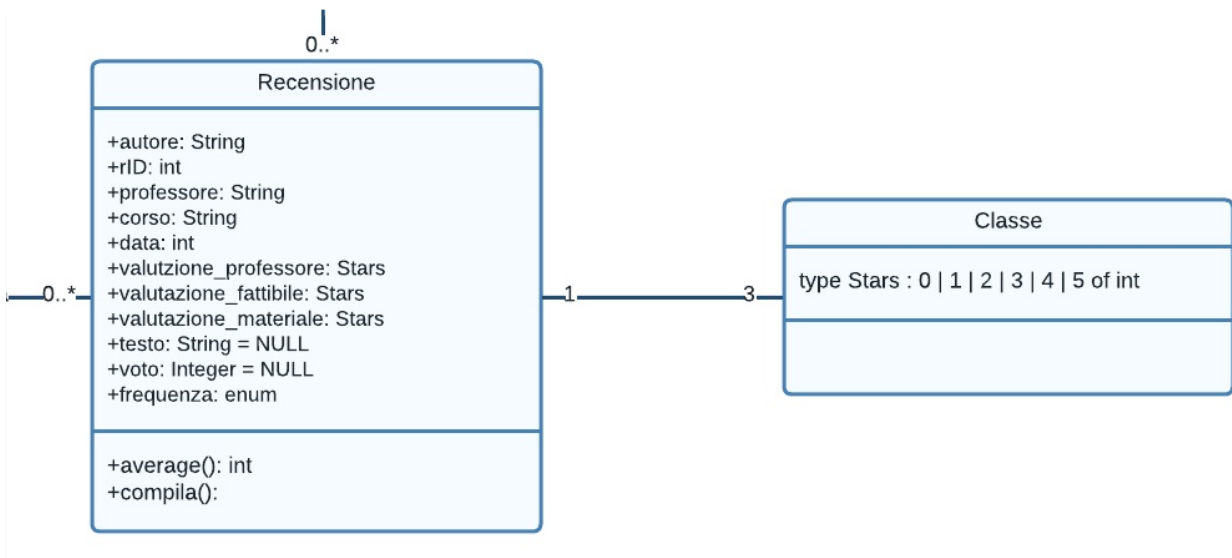 0..*
Recensione
+autore: String
+rID: int
+professore: String
+corso: String
+data: int
+valutzione_professore: Stars
+valutazione_fattibile: Stars
+valutazione_materiale: Stars
+testo: String = NULL
+voto: Integer = NULL
+frequenza: enum
+average(): int
+compila():
0..*
1
3
Classe
type Stars : 0 | 1 | 2 | 3 | 4 | 5 of int